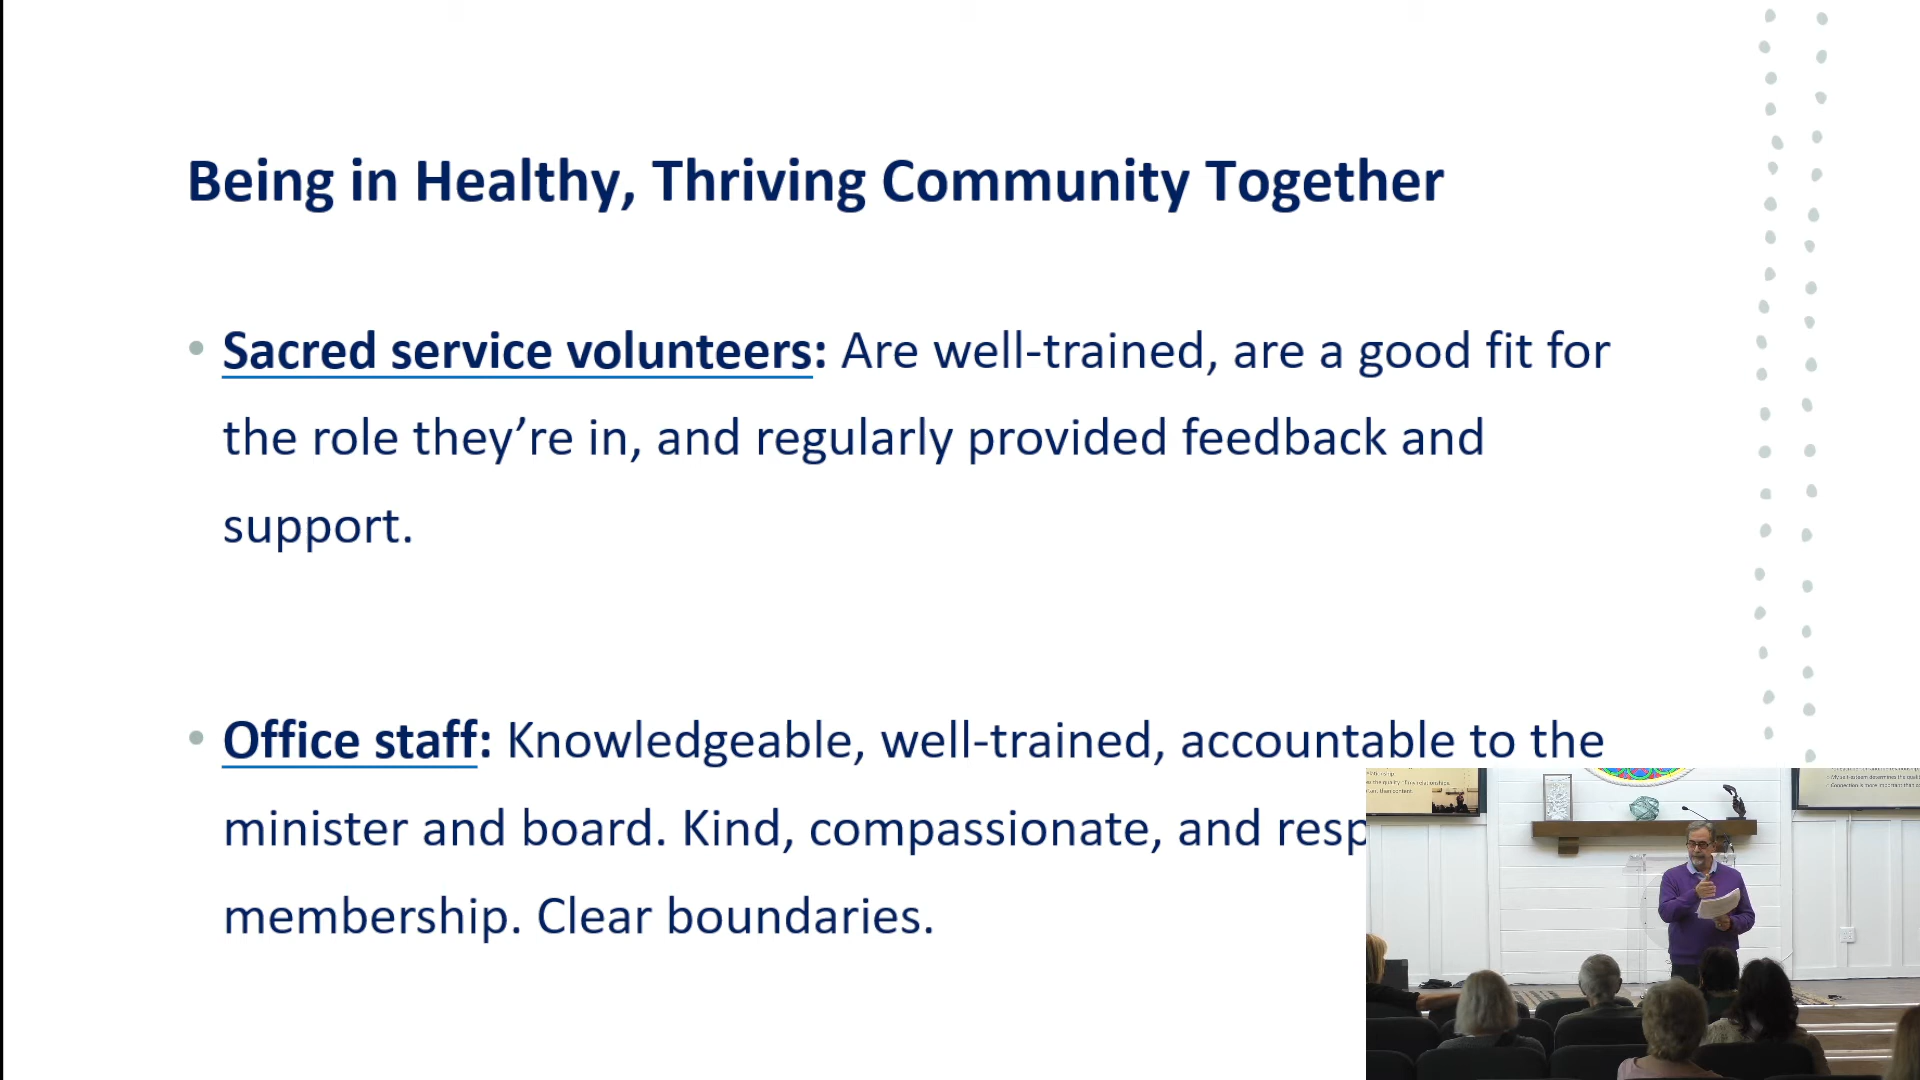 Being in Healthy, Thriving Community Together
• Sacred service volunteers: Are well-trained, are a good fit for
the role they’re in, and regularly provided feedback and
support.
• Office staff: Knowledgeable, well-trained, accountable to the
minister and board. Kind, compassionate, and resp
membership. Clear boundaries.